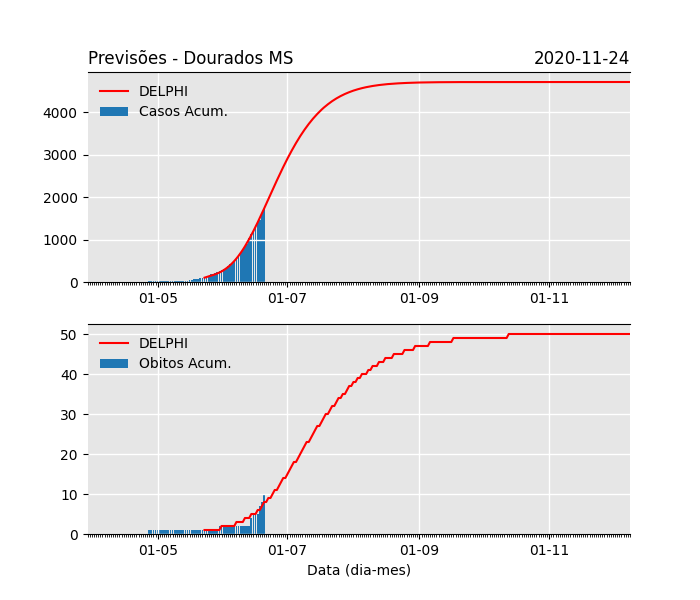 Previsões - Dourados MS 2020-11-24
DELPHI
Casos Acum.
4000
3000
2000
1000
0
01-05 01-07 01-09 01-11
DELPHI
Obitos Acum.
50
40
30
20
10
0
01-05 01-07 01-09 01-11
Data (dia-mes)